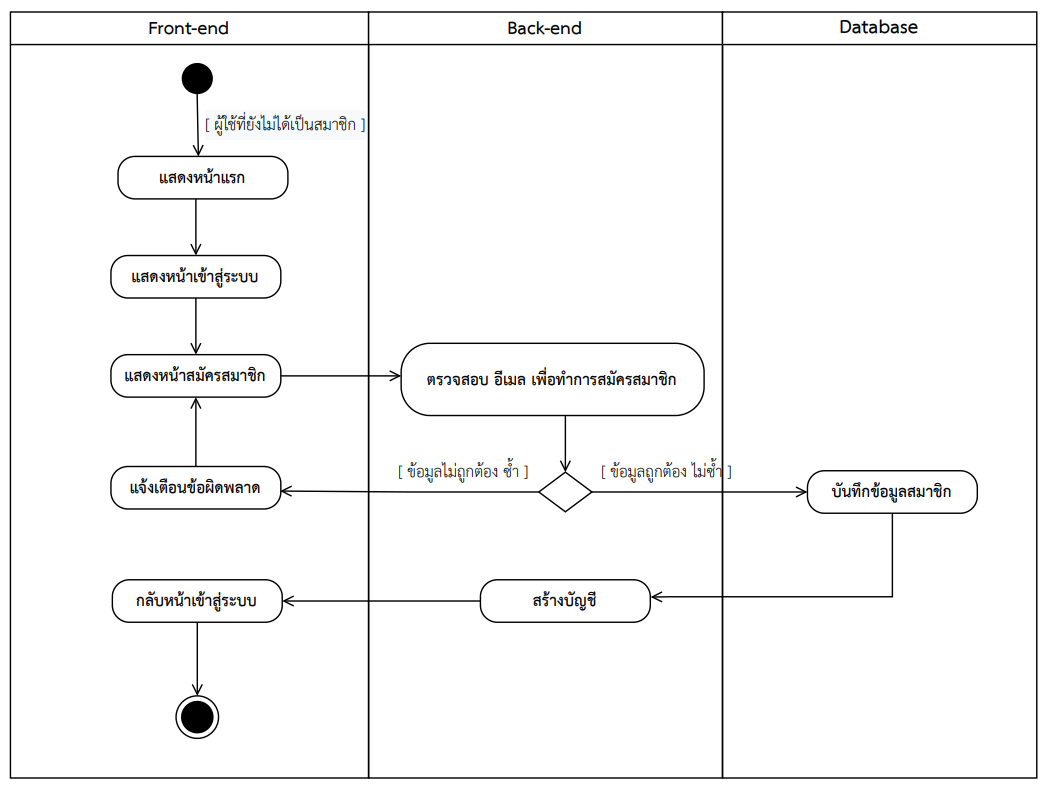 Front-end
Back-end
Database
[ ผู้ใช้ที่ยังไม่ได้เป็นสมาชิก ]
แสดงหน้าแรก
แสดงหน้าเข้าสู่ระบบ
แสดงหน้าสมัครสมาชิก
ตรวจสอบ อีเมล เพื่อทำการสมัครสมาชิก
[ ข้อมูลไม่ถูกต้อง ซ้ำ ]
[ ข้อมูลถูกต้อง ไม่ซ้ำ ]
แจ้งเตือนข้อผิดพลาด
บันทึกข้อมูลสมาชิก
กลับหน้าเข้าสู่ระบบ
สร้างบัญชี